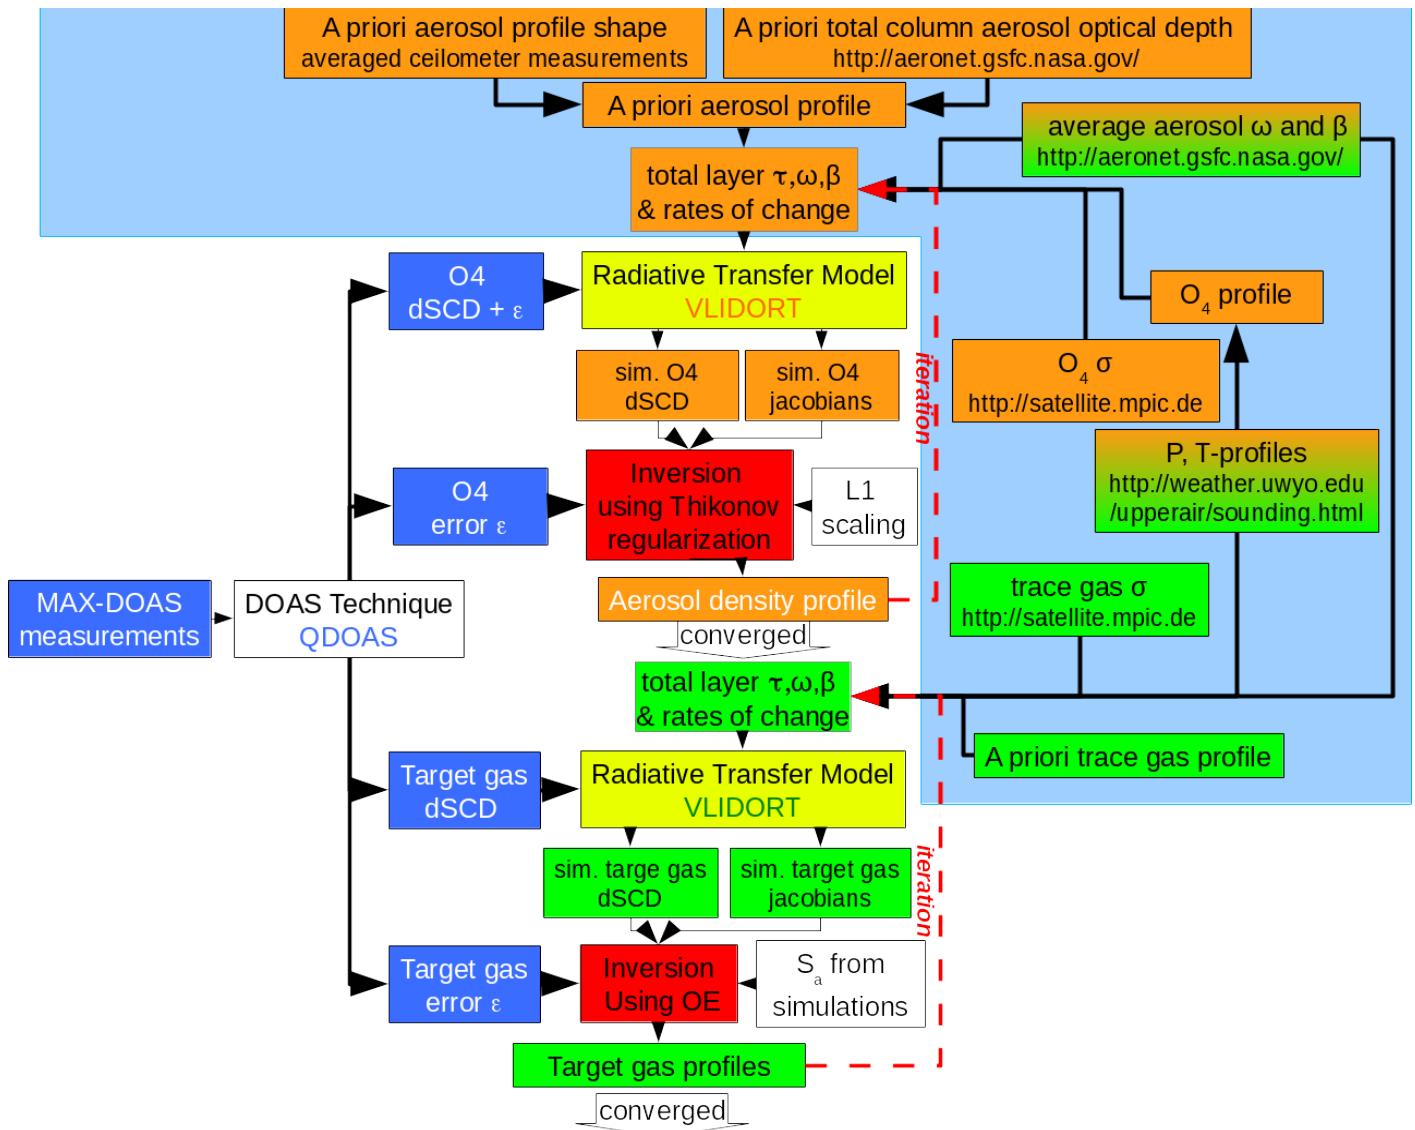 A priori aerosol profile shape
averaged ceilometer measurements
A priori total column aerosol optical depth
http://aeronet.gsfc.nasa.gov/
A priori aerosol profile
average aerosol ω and β
http://aeronet.gsfc.nasa.gov/
total layer τ,ω,β
& rates of change
O4
dSCD + ε
Radiative Transfer Model
VLIDORT
O4 profile
sim. O4
dSCD
sim. O4
jacobians
iteration
O4 σ
http://satellite.mpic.de
P, T-profiles
http://weather.uwyo.edu
/upperair/sounding.html
O4
error ε
Inversion
using Thikonov
regularization
L1
scaling
MAX-DOAS
measurements
DOAS Technique
QDOAS
Aerosol density profile
converged
trace gas σ
http://satellite.mpic.de
total layer τ,ω,β
& rates of change
A priori trace gas profile
Target gas
dSCD
Radiative Transfer Model
VLIDORT
sim. targe gas
dSCD
sim. target gas
jacobians
iteration
Target gas
error ε
Inversion
Using OE
Sa from
simulations
Target gas profiles
converged